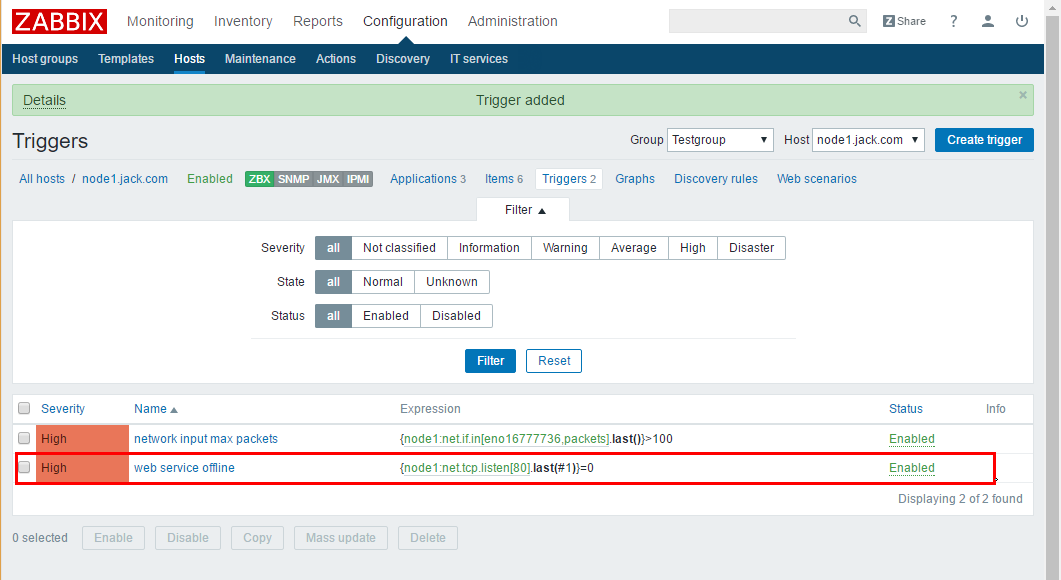 ZABBIX Monitoring Inventory Reports Configuration Administration Z Share ?
Host groups Templates Hosts Maintenance Actions Discovery IT services
Details Trigger added ×
Triggers Group Testgroup ▼ Host node1.jack.com ▼ Create trigger
All hosts / node1.jack.com Enabled ZBX SNMP JMX IPMI Applications 3 Items 6 Triggers 2 Graphs Discovery rules Web scenarios
Filter ▲
Severity all Not classified Information Warning Average High Disaster
State all Normal Unknown
Status all Enabled Disabled
Filter Reset
Severity Name ▲ Expression Status Info
High network input max packets {node1:net.if.in[eno16777736,packets].last()}>100 Enabled
High web service offline {node1:net.tcp.listen[80].last(#1)}=0 Enabled
Displaying 2 of 2 found
0 selected Enable Disable Copy Mass update Delete